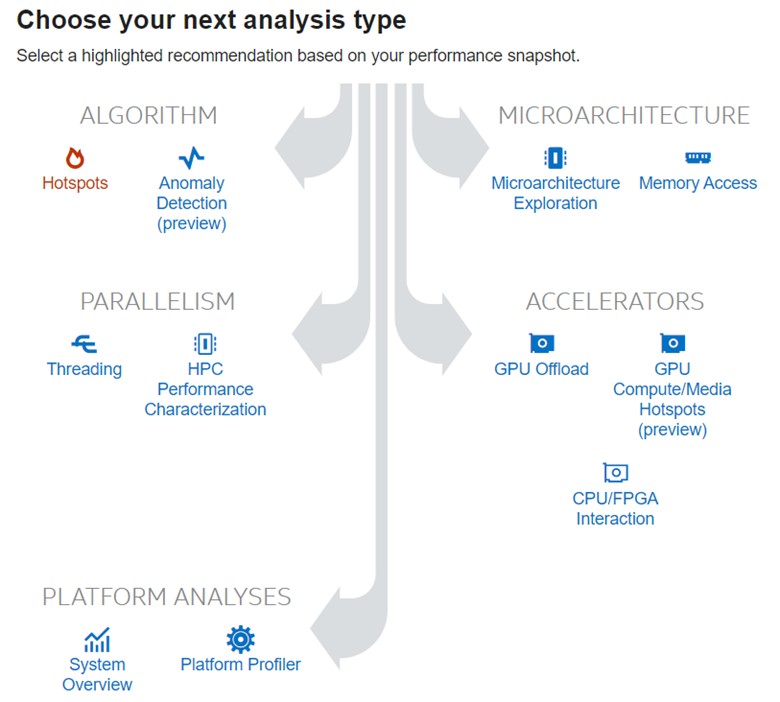 Choose your next analysis type
Select a highlighted recommendation based on your performance snapshot.
ALGORITHM
Hotspots
Anomaly
Detection
(preview)
MICROARCHITECTURE
Microarchitecture
Exploration
Memory Access
PARALLELISM
Threading
HPC
Performance
Characterization
ACCELERATORS
GPU Offload
GPU
Compute/Media
Hotspots
(preview)
CPU/FPGA
Interaction
PLATFORM ANALYSES
System
Overview
Platform Profiler